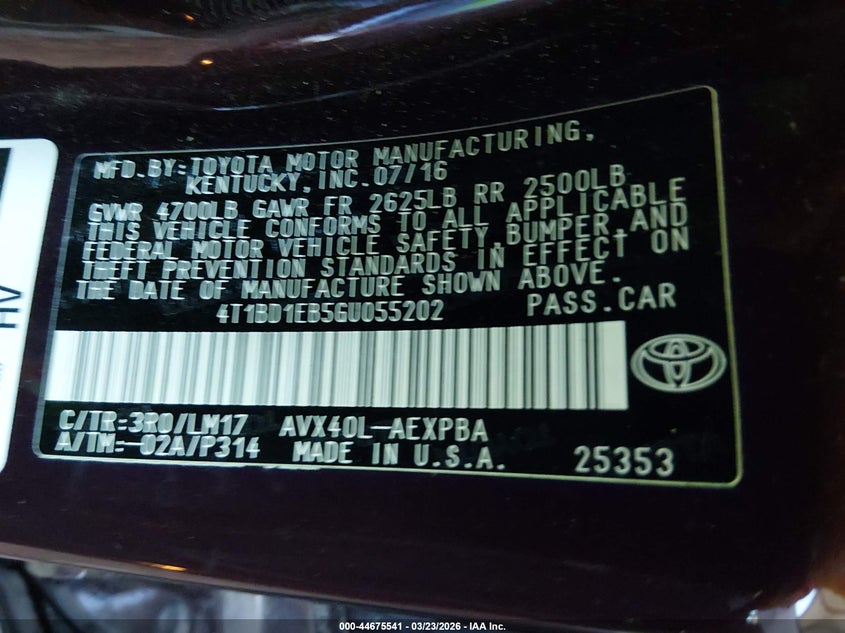 MFD.BY:TOYOTA MOTOR MANUFACTURING,
KENTUCKY,INC.07/16
GVWR 4700LB GAWR FR 2625LB RR 2500LB
THIS VEHICLE CONFORMS TO ALL APPLICABLE
FEDERAL MOTOR VEHICLE SAFETY,BUMPER,AND
THEFT PREVENTION STANDARDS IN EFFECT ON
THE DATE OF MANUFACTURE SHOWN ABOVE.
4T1BD1EB5GU055202 PASS.CAR
C/TR:3R0/LM17 AVX40L-AEXPBA
A/TM:-02A/P314 MADE IN U.S.A. 25353
HV
000-44675541 / 03/23/2026 - IAA Inc.